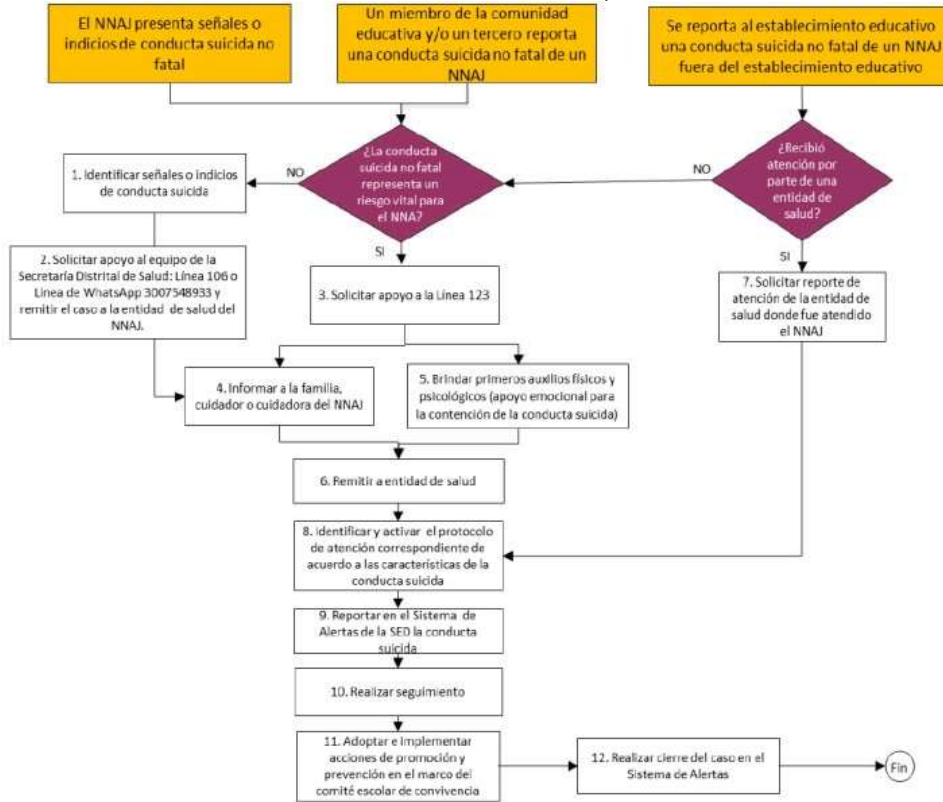 El NNAJ presenta señales o
indicios de conducta suicida no
fatal
Un miembro de la comunidad
educativa y/o un tercero reporta
una conducta suicida no fatal de un
NNAJ
Se reporta al establecimiento educativo
una conducta suicida no fatal de un NNAJ
fuera del establecimiento educativo
¿La conducta
suicida no fatal
representa un
riesgo vital para
el NNA?
¿Recibió
atención por
parte de una
entidad de
salud?
NO
NO
SI
SI
1. Identificar señales o indicios
de conducta suicida
2. Solicitar apoyo al equipo de la
Secretaría Distrital de Salud: Línea 106 o
Linea de WhatsApp 3007548933 y
remitir el caso a la entidad de salud del
NNAJ.
3. Solicitar apoyo a la Línea 123
7. Solicitar reporte de
atención de la entidad de
salud donde fue atendido
el NNAJ
4. Informar a la familia,
cuidador o cuidadora del NNAJ
5. Brindar primeros auxilios físicos y
psicológicos (apoyo emocional para
la contención de la conducta suicida)
6. Remitir a entidad de salud
8. Identificar y activar el protocolo
de atención correspondiente de
acuerdo a las características de la
conducta suicida
9. Reportar en el Sistema de
Alertas de la SED la conducta
suicida
10. Realizar seguimiento
11. Adoptar e Implementar
acciones de promoción y
prevención en el marco del
comité escolar de convivencia
12. Realizar cierre del caso en el
Sistema de Alertas
Fin